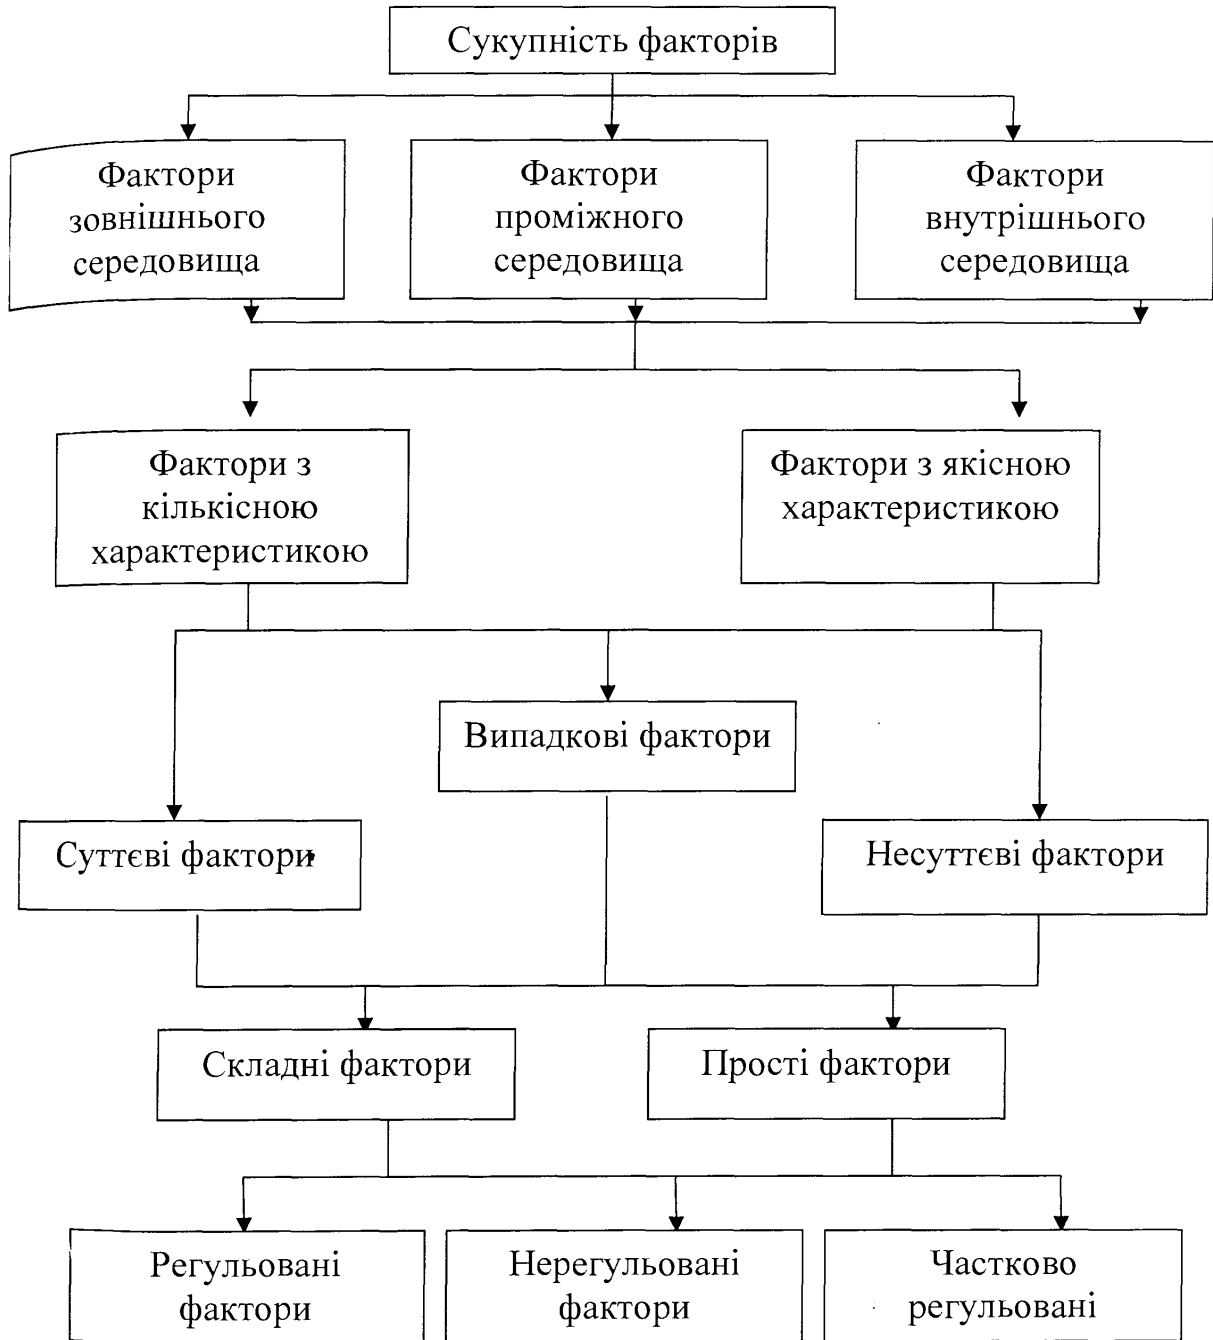 Сукупність факторів
Фактори
зовнішнього
середовища
Фактори
проміжного
середовища
Фактори
внутрішнього
середовища
Фактори з
кількісною
характеристикою
Фактори з якісною
характеристикою
Випадкові фактори
Суттєві фактори
Несуттєві фактори
Складні фактори
Прості фактори
Регульовані
фактори
Нерегульовані
фактори
Частково
регульовані